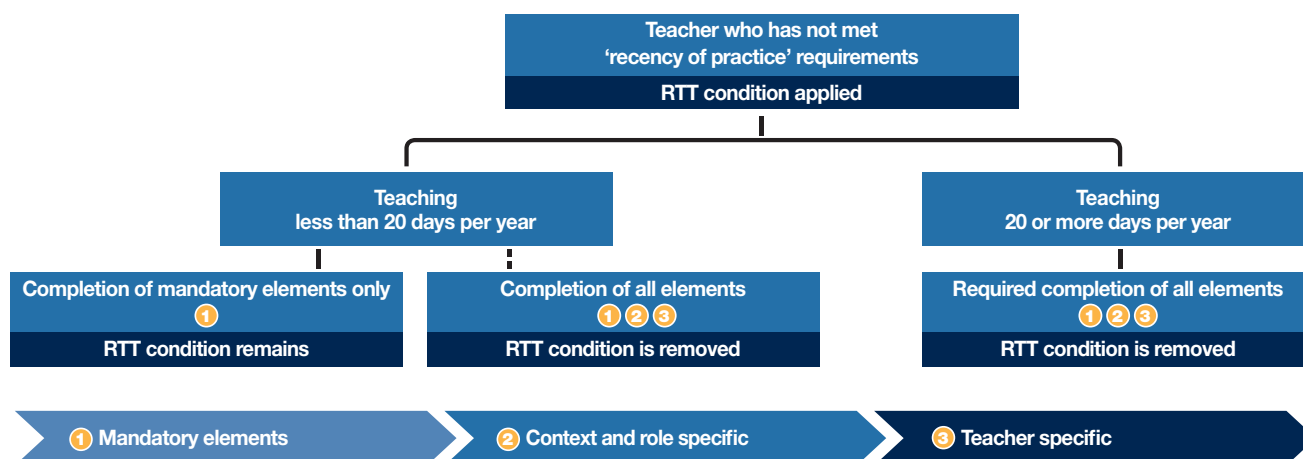 Teacher who has not met
‘recency of practice’ requirements
RTT condition applied
Teaching
less than 20 days per year
Teaching
20 or more days per year
Completion of mandatory elements only
1
RTT condition remains
Completion of all elements
1 2 3
RTT condition is removed
Required completion of all elements
1 2 3
RTT condition is removed
1 Mandatory elements
2 Context and role specific
3 Teacher specific